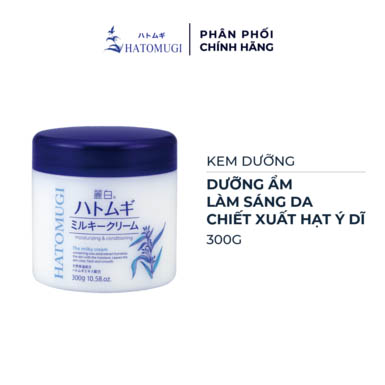 ハトムギ
HATOMUGI
PHÂN PHỐI
CHÍNH HÃNG
KEM DƯỠNG
DƯỠNG ẨM
LÀM SÁNG DA
CHIẾT XUẤT HẠT Ý DĨ
300G
麗白
ハトムギ
ミルキークリーム
moisturizing & conditioning
HATOMUGI
The milky cream
300g 10.58oz.